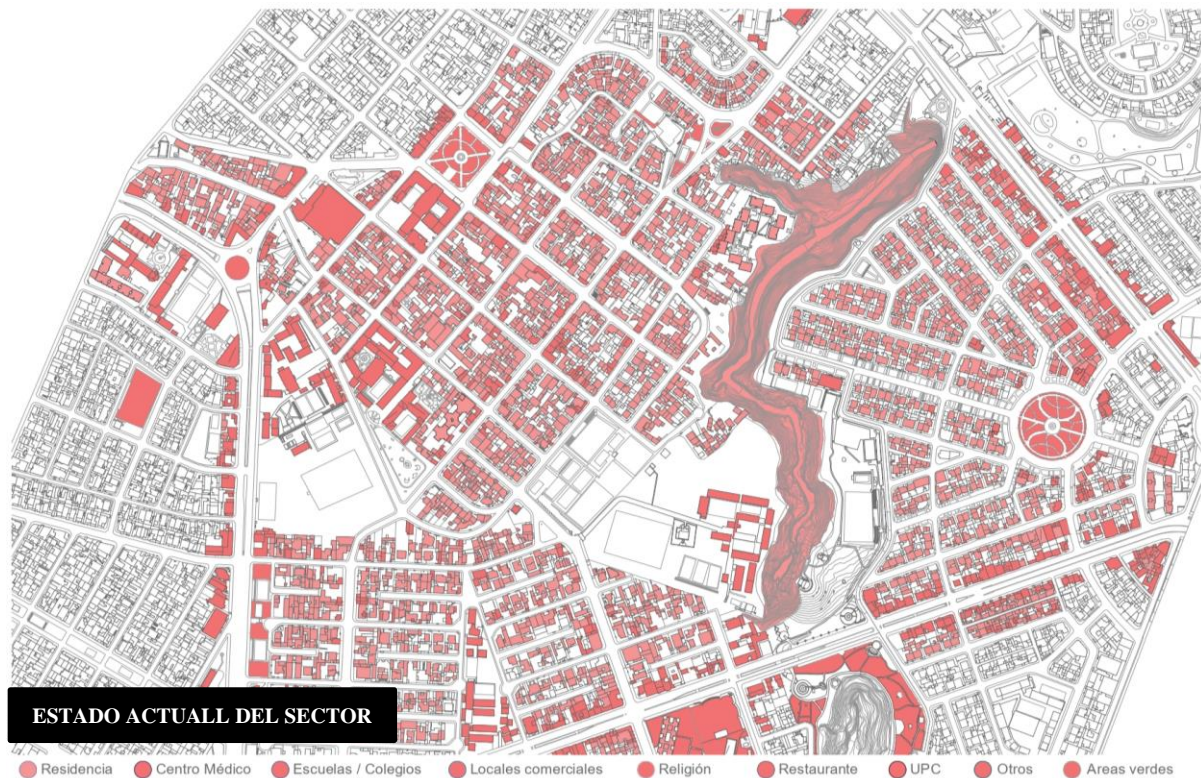 ESTADO ACTUALL DEL SECTOR
Residencia Centro Médico Escuelas / Colegios Locales comerciales Religión Restaurante UPC Otros Areas verdes